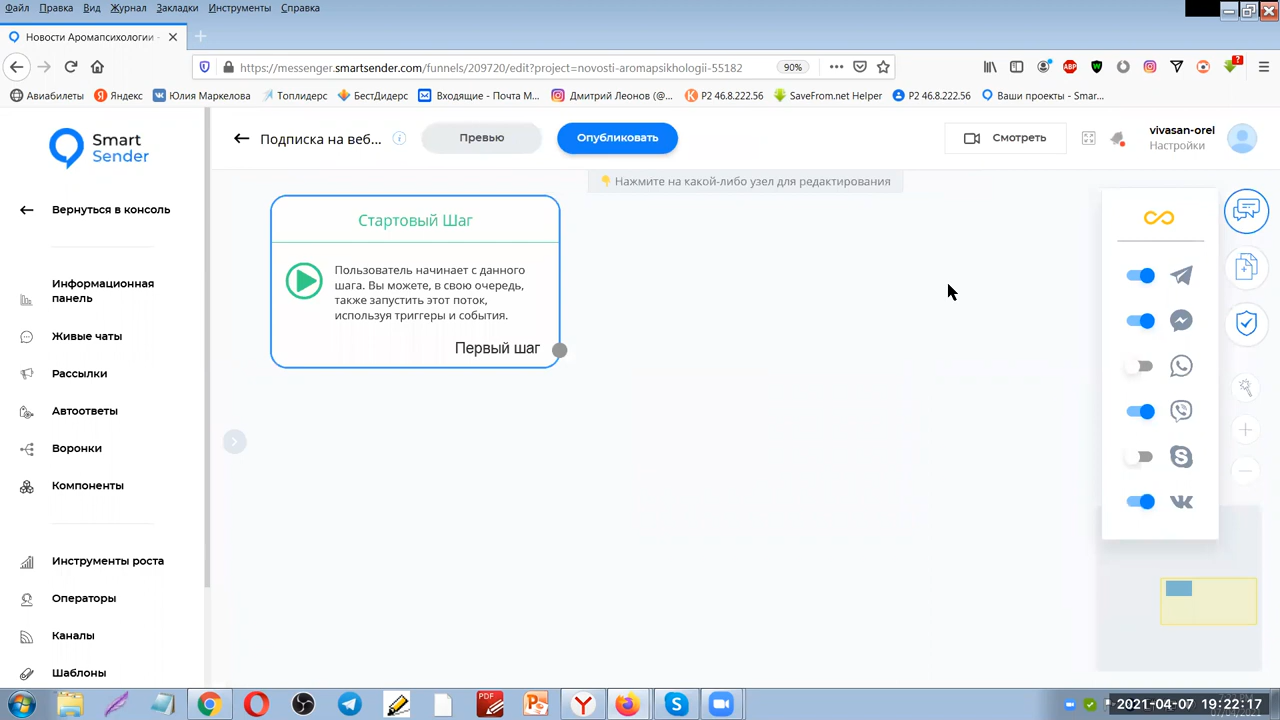 Файл Правка Вид Журнал Закладки Инструменты Справка
Новости Аромапсихологии -
https://messenger.smartsender.com/funnels/209720/edit?project=novosti-aromapsikhologii-55182 90%
ABP
W
?
Авиабилеты Яндекс Юлия Маркелова Топлидерс БестДидерс Входящие - Почта M... Дмитрий Леонов (@... Р2 46.8.222.56 SaveFrom.net Helper Р2 46.8.222.56 Ваши проекты - Smar...
Smart
Sender
Подписка на веб...
Превью
Опубликовать
Смотреть
vivasan-orel
Настройки
👇 Нажмите на какой-либо узел для редактирования
Вернуться в консоль
Информационная
панель
Живые чаты
Рассылки
Автоответы
Воронки
Компоненты
Инструменты роста
Операторы
Каналы
Шаблоны
Стартовый Шаг
Пользователь начинает с данного
шага. Вы можете, в свою очередь,
также запустить этот поток,
используя триггеры и события.
Первый шаг
PDF
2021-04-07 19:22:17